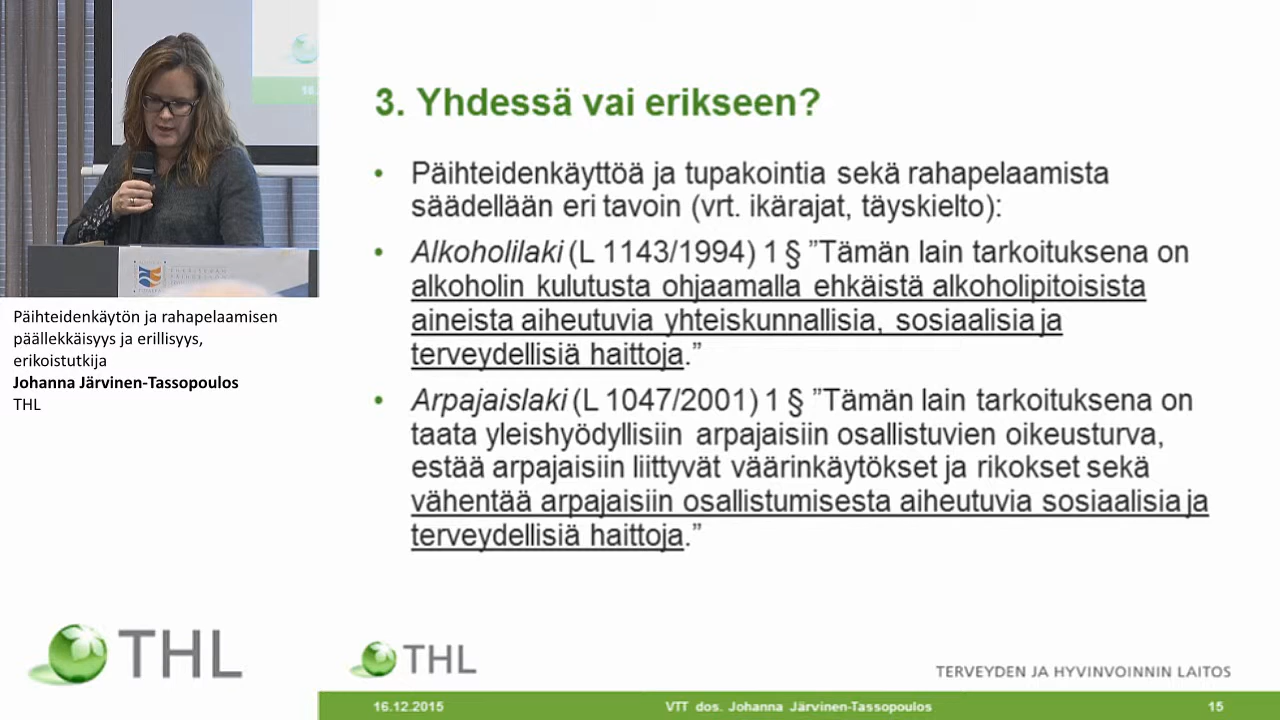 Päihteidenkäytön ja rahapelaamisen
päällekkäisyys ja erillisyys,
erikoistutkija
Johanna Järvinen-Tassopoulos
THL
THL
3. Yhdessä vai erikseen?
• Päihteidenkäyttöä ja tupakointia sekä rahapelaamista
säädellään eri tavoin (vrt. ikärajat, täyskielto):
• Alkoholilaki (L 1143/1994) 1 § ”Tämän lain tarkoituksena on
alkoholin kulutusta ohjaamalla ehkäistä alkoholipitoisista
aineista aiheutuvia yhteiskunnallisia, sosiaalisia ja
terveydellisiä haittoja.”
• Arpajaislaki (L 1047/2001) 1 § ”Tämän lain tarkoituksena on
taata yleishyödyllisiin arpajaisiin osallistuvien oikeusturva,
estää arpajaisiin liittyvät väärinkäytökset ja rikokset sekä
vähentää arpajaisiin osallistumisesta aiheutuvia sosiaalisia ja
terveydellisiä haittoja.”
THL
TERVEYDEN JA HYVINVOINNIN LAITOS
16.12.2015
VTT dos. Johanna Järvinen-Tassopoulos
15